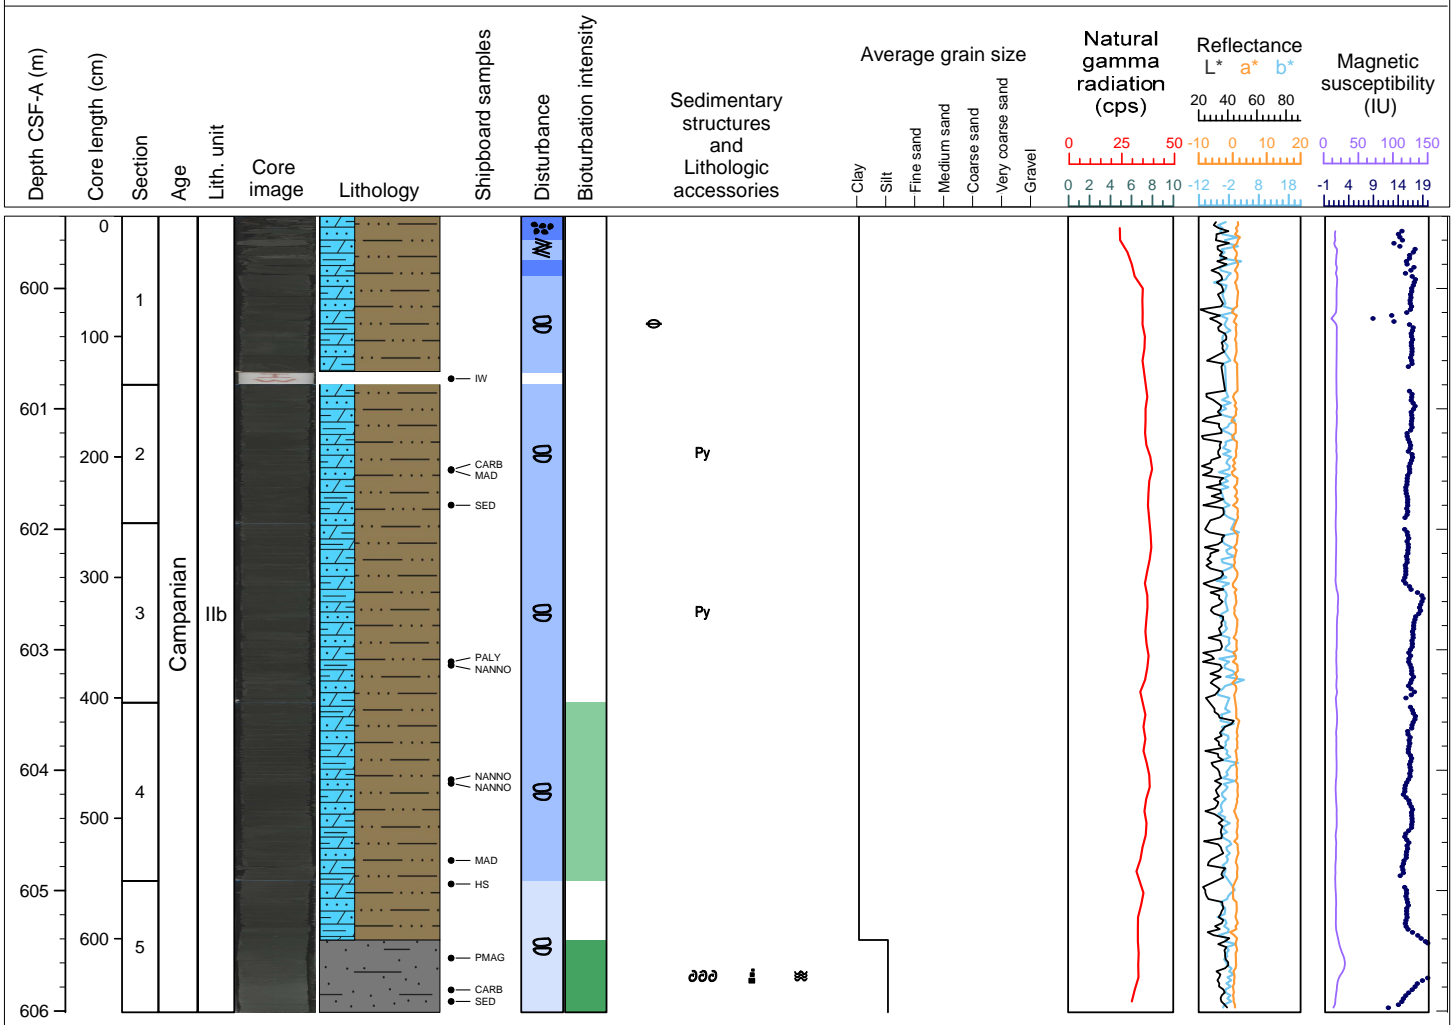 Depth CSF-A (m)
Core length (cm)
Section
Age
Lith. unit
Core
image
Lithology
Shipboard samples
Disturbance
Bioturbation intensity
Sedimentary
structures
and
Lithologic
accessories
Average grain size
Clay
Silt
Fine sand
Medium sand
Coarse sand
Very coarse sand
Gravel
Natural
gamma
radiation
(cps)
0 25 50
0 2 4 6 8 10
Reflectance
L* a* b*
20 40 60 80
-10 0 10 20
-12 -2 8 18
Magnetic
susceptibility
(IU)
0 50 100 150
-1 4 9 14 19
0
600
1
100
IW
601
2
200
CARB
MAD
Py
SED
602
300
3
Campanian
IIb
Py
603
PALY
NANNO
400
604
NANNO
NANNO
4
500
MAD
605
HS
600
5
PMAG
CARB
SED
606